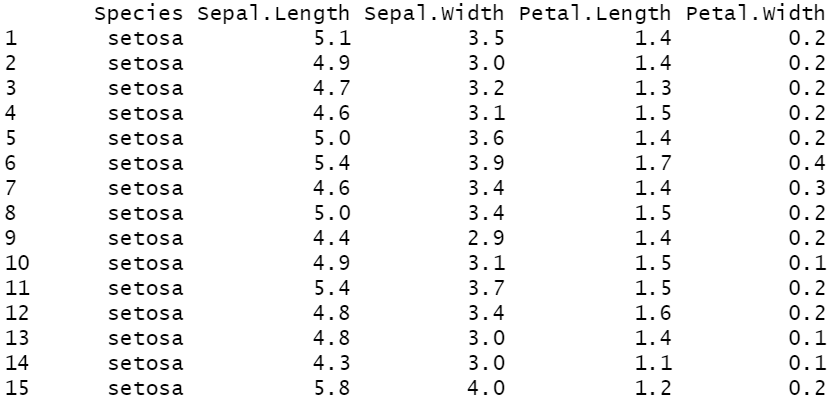 Species Sepal.Length Sepal.Width Petal.Length Petal.Width
1 setosa 5.1 3.5 1.4 0.2
2 setosa 4.9 3.0 1.4 0.2
3 setosa 4.7 3.2 1.3 0.2
4 setosa 4.6 3.1 1.5 0.2
5 setosa 5.0 3.6 1.4 0.2
6 setosa 5.4 3.9 1.7 0.4
7 setosa 4.6 3.4 1.4 0.3
8 setosa 5.0 3.4 1.5 0.2
9 setosa 4.4 2.9 1.4 0.2
10 setosa 4.9 3.1 1.5 0.1
11 setosa 5.4 3.7 1.5 0.2
12 setosa 4.8 3.4 1.6 0.2
13 setosa 4.8 3.0 1.4 0.1
14 setosa 4.3 3.0 1.1 0.1
15 setosa 5.8 4.0 1.2 0.2